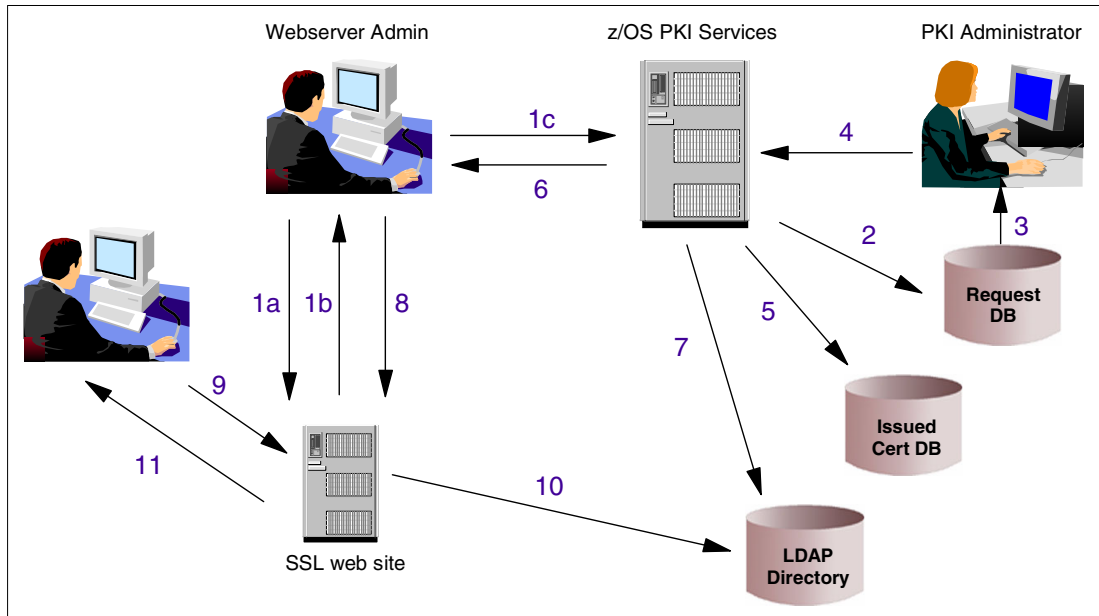 Webserver Admin
z/OS PKI Services
PKI Administrator
1c
4
6
3
2
Request
DB
1a
1b
8
5
7
9
Issued
Cert DB
11
10
LDAP
Directory
SSL web site